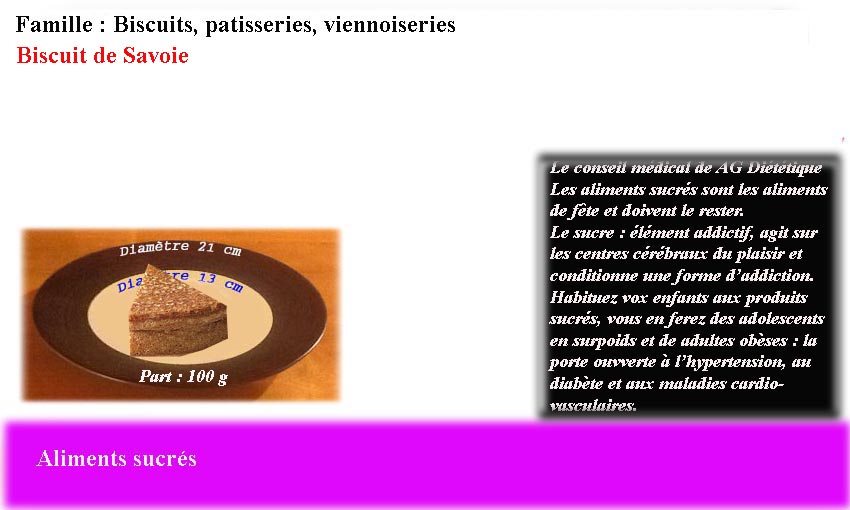 Famille : Biscuits, patisseries, viennoiseries
Biscuit de Savoie
Le conseil médical de AG Diététique
Les aliments sucrés sont les aliments
de fête et doivent le rester.
Le sucre : élément addictif, agit sur
les centres cérébraux du plaisir et
conditionne une forme d’addiction.
Habituez vox enfants aux produits
sucrés, vous en ferez des adolescents
en surpoids et de adultes obèses : la
porte ouvverte à l’hypertension, au
diabète et aux maladies cardio-
vasculaires.
Diamètre 21 cm
Diamètre 13 cm
Part : 100 g
Aliments sucrés